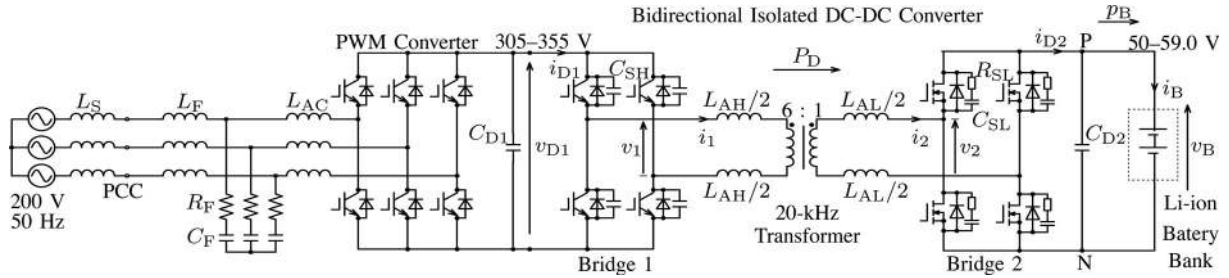 Bidirectional Isolated DC-DC Converter
PWM Converter
305–355 V
p_B
50–59.0 V
i_D1
C_SH
P_D
R_SL
i_D2
P
L_S
L_F
L_AC
L_AH/2
6 : 1
L_AL/2
C_SL
i_B
C_D1
v_D1
v_1
i_1
i_2
v_2
C_D2
v_B
PCC
L_AH/2
L_AL/2
200 V
50 Hz
R_F
C_F
20-kHz
Transformer
Li-ion
Batery
Bank
Bridge 1
Bridge 2
N